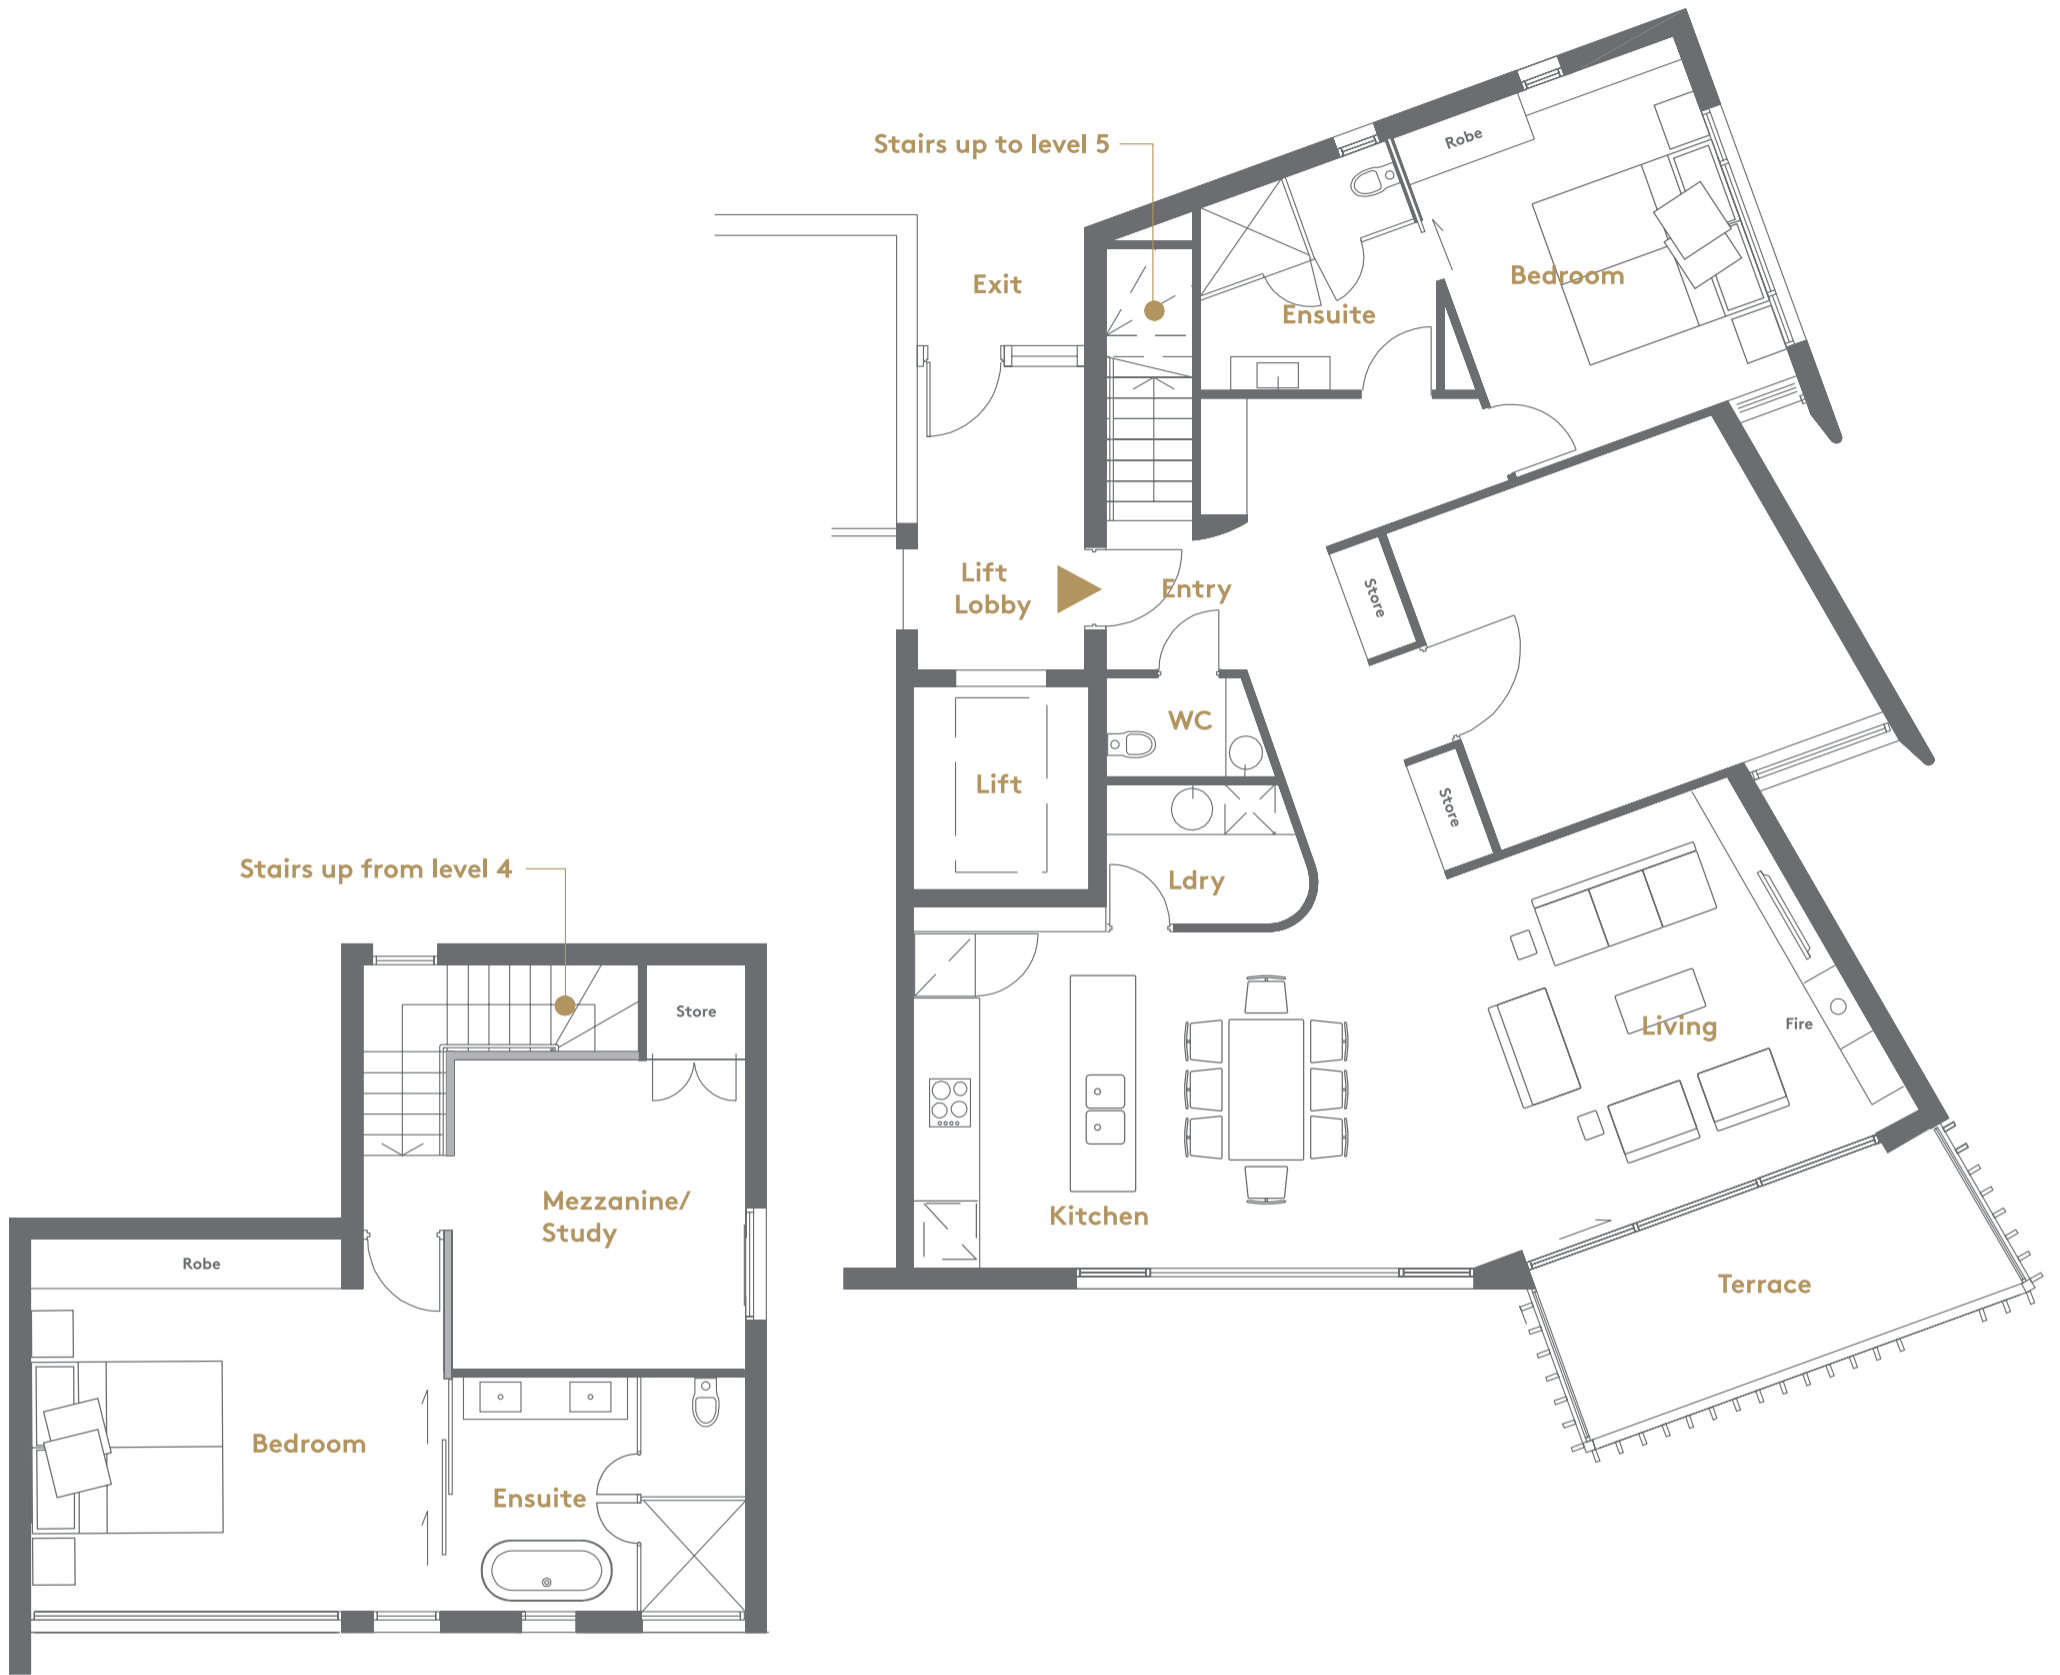 Stairs up to level 5
Robe
Exit
Bedroom
Ensuite
Lift
Lobby
Entry
Store
WC
Lift
Store
Ldry
Stairs up from level 4
Store
Living
Fire
Mezzanine/
Study
Kitchen
Robe
Terrace
Bedroom
Ensuite